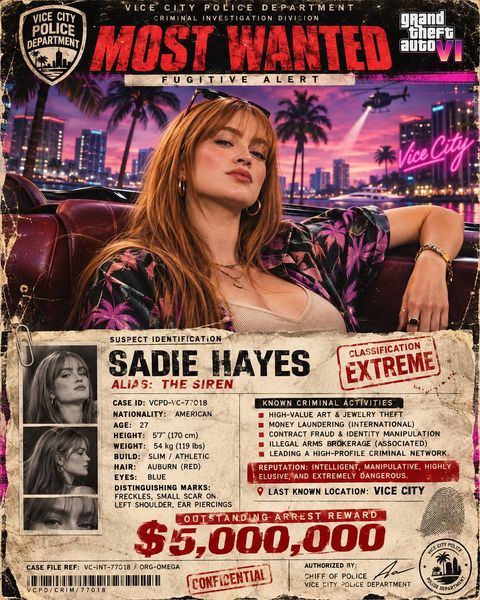 VICE CITY POLICE DEPARTMENT
CRIMINAL INVESTIGATION DIVISION
VICE CITY
POLICE
DEPARTMENT
MOST WANTED
FUGITIVE ALERT
grand
theft
auto VI
Vice City
SUSPECT IDENTIFICATION
SADIE HAYES
ALIAS: THE SIREN
CLASSIFICATION
EXTREME
CASE ID: VCPD-VC-77018
NATIONALITY: AMERICAN
AGE: 27
HEIGHT: 5'7" (170 cm)
WEIGHT: 54 kg (119 lbs)
BUILD: SLIM / ATHLETIC
HAIR: AUBURN (RED)
EYES: BLUE
DISTINGUISHING MARKS:
FRECKLES, SMALL SCAR ON
LEFT SHOULDER, EAR PIERCINGS
KNOWN CRIMINAL ACTIVITIES
HIGH-VALUE ART & JEWELRY THEFT
MONEY LAUNDERING (INTERNATIONAL)
CONTRACT FRAUD & IDENTITY MANIPULATION
ILLEGAL ARMS BROKERAGE (ASSOCIATED)
LEADING A HIGH-PROFILE CRIMINAL NETWORK
REPUTATION: INTELLIGENT, MANIPULATIVE, HIGHLY
ELUSIVE, AND EXTREMELY DANGEROUS.
LAST KNOWN LOCATION: VICE CITY
OUTSTANDING ARREST REWARD
$5,000,000
CASE FILE REF: VC-INT-77018 / ORG-OMEGA
VCPD/CRIM/77018
CONFIDENTIAL
AUTHORIZED BY:
CHIEF OF POLICE
VICE CITY POLICE DEPARTMENT
VICE CITY POLICE
DEPARTMENT